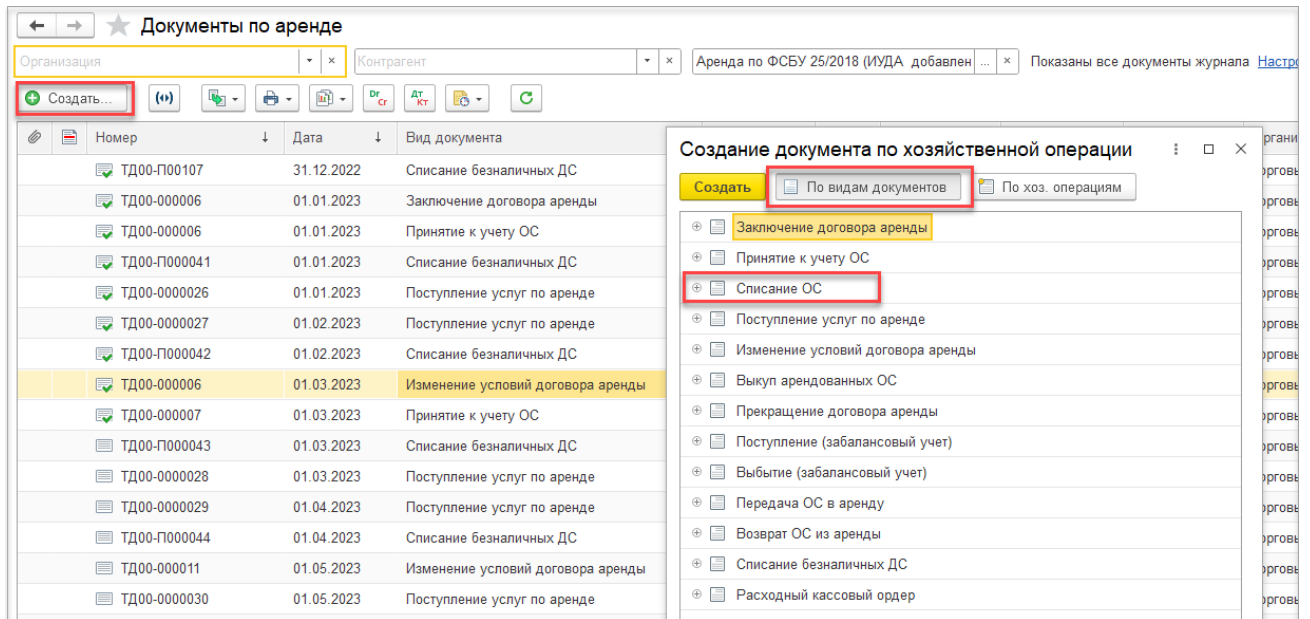 Документы по аренде
Организация
Контрагент
Аренда по ФСБУ 25/2018 (ИУДА добавлен ... Показаны все документы журнала Настро
Создать...
Номер Дата Вид документа
ТД00-П00107 31.12.2022 Списание безналичных ДС
ТД00-000006 01.01.2023 Заключение договора аренды
ТД00-000006 01.01.2023 Принятие к учету ОС
ТД00-П000041 01.01.2023 Списание безналичных ДС
ТД00-0000026 01.01.2023 Поступление услуг по аренде
ТД00-0000027 01.02.2023 Поступление услуг по аренде
ТД00-П000042 01.02.2023 Списание безналичных ДС
ТД00-000006 01.03.2023 Изменение условий договора аренды
ТД00-000007 01.03.2023 Принятие к учету ОС
ТД00-П000043 01.03.2023 Списание безналичных ДС
ТД00-0000028 01.03.2023 Поступление услуг по аренде
ТД00-0000029 01.04.2023 Поступление услуг по аренде
ТД00-П000044 01.04.2023 Списание безналичных ДС
ТД00-000011 01.05.2023 Изменение условий договора аренды
ТД00-0000030 01.05.2023 Поступление услуг по аренде
Создание документа по хозяйственной операции
Создать По видам документов По хоз. операциям
Заключение договора аренды
Принятие к учету ОС
Списание ОС
Поступление услуг по аренде
Изменение условий договора аренды
Выкуп арендованных ОС
Прекращение договора аренды
Поступление (забалансовый учет)
Выбытие (забалансовый учет)
Передача ОС в аренду
Возврат ОС из аренды
Списание безналичных ДС
Расходный кассовый ордер